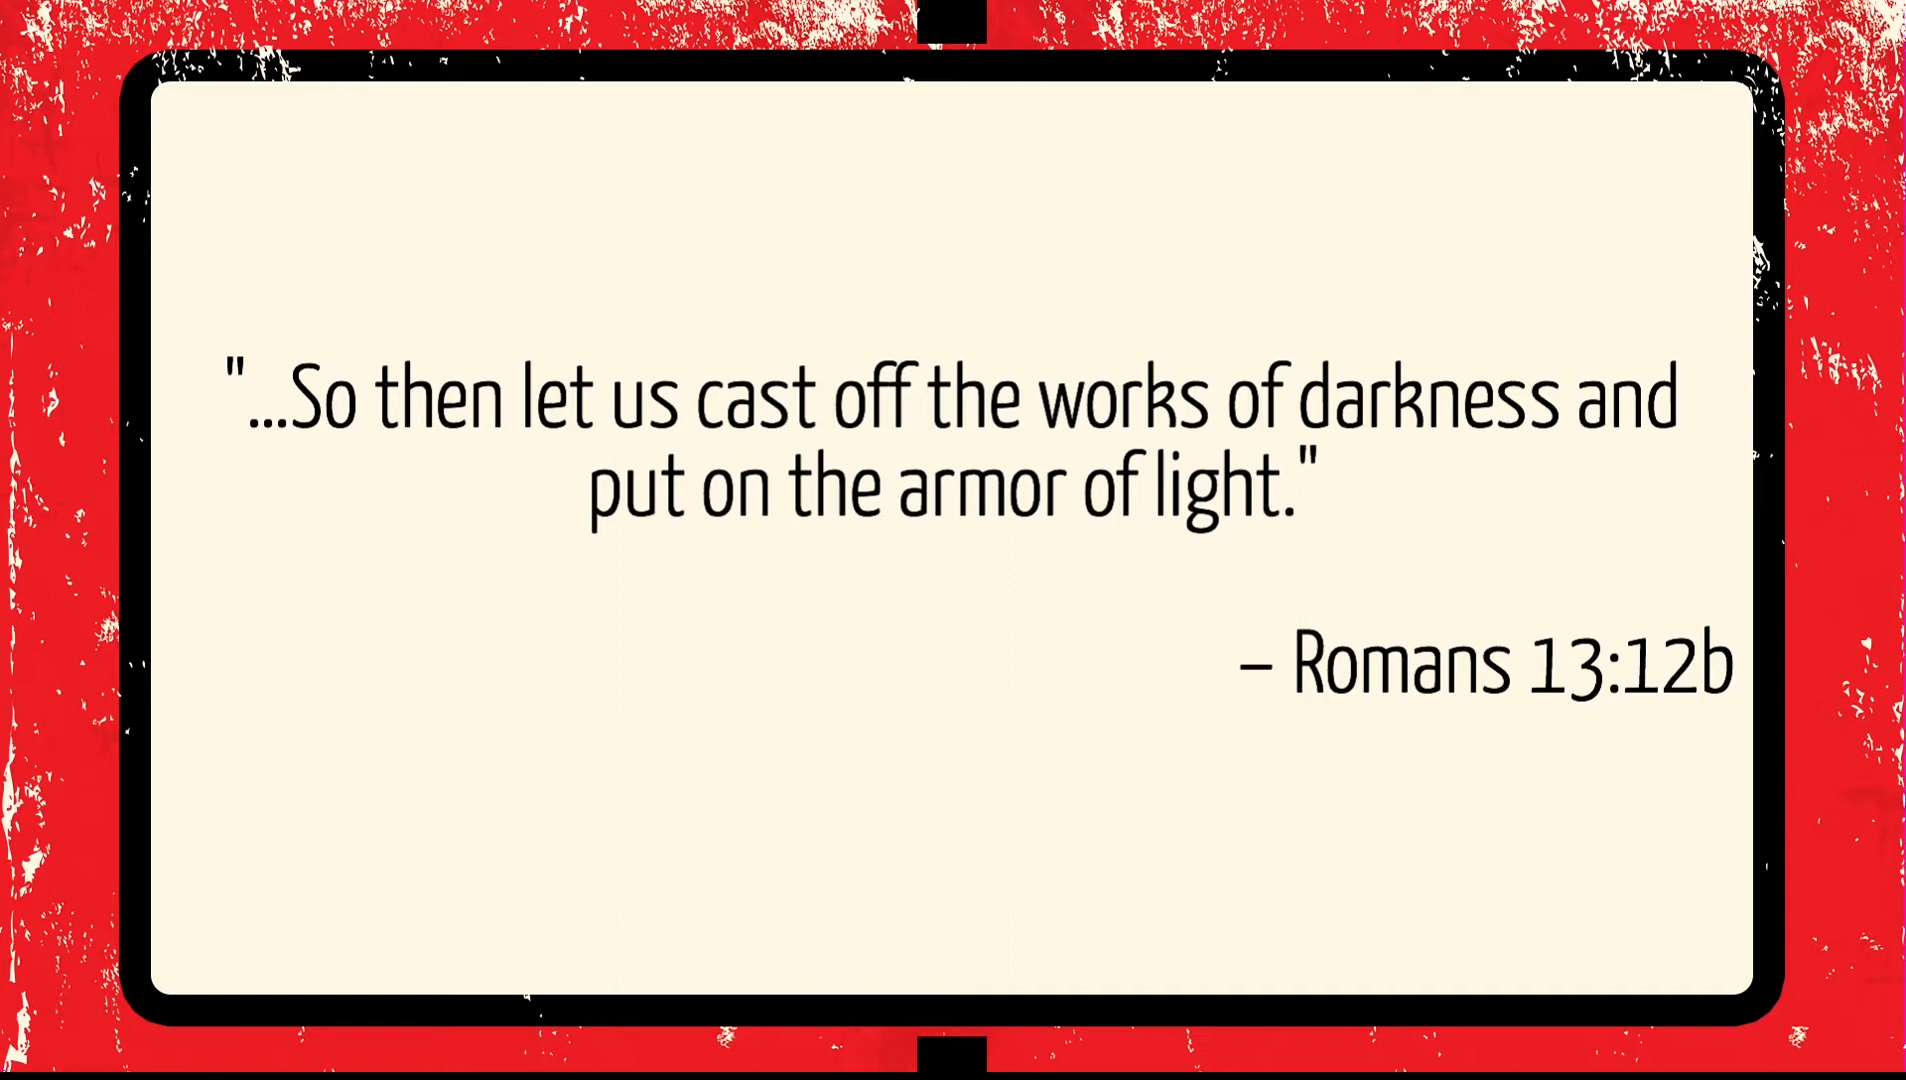 "...So then let us cast off the works of darkness and
put on the armor of light."
– Romans 13:12b